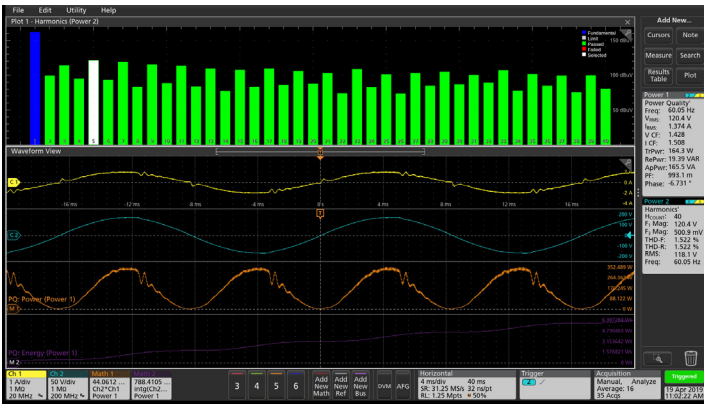 File Edit Utility Help
Add New...
Plot 1 - Harmonics (Power 2)
Fundamental
Limit
Passed
Failed
Selected
150 dBuV
100 dBuV
50 dBuV
5
Cursors Note
Measure Search
Results Table Plot
Power 1
Power Quality'
Freq: 60.05 Hz
VRMS: 120.4 V
IRMS: 1.374 A
V CF: 1.428
I CF: 1.508
TrPwr: 164.3 W
RePwr: 19.39 VAR
ApPwr: 165.5 VA
PF: 993.1 m
Phase: -6.731 °
Power 2
Harmonics'
HCOUNT: 40
F1 Mag: 120.4 V
F3 Mag: 500.9 mV
THD-F: 1.522 %
THD-R: 1.522 %
RMS: 118.1 V
Freq: 60.05 Hz
Waveform View
C1
0 A
-2 A
-4 A
-16 ms -12 ms -8 ms -4 ms 0 s 4 ms 8 ms 12 ms 16 ms
T
C2
200 V
100 V
-100 V
-200 V
352.489 W
88.122 W
0 W
PQ: Power (Power 1)
M 1
PQ: Energy (Power 1)
M 2
Ch 1
1 A/div
1 MΩ
20 MHz
Ch 2
50 V/div
1 MΩ
200 MHz
Math 1
44.0612 ...
Ch2*Ch1
Power 1
Math 2
788.4105 ...
intg(Ch2...
Power 1
3 4 5 6
Add New Math
Add New Ref
Add New Bus
DVM AFG
Horizontal
4 ms/div 40 ms
SR: 31.25 MS/s 32 ns/pt
RL: 1.25 Mpts 50%
Trigger
2
Acquisition
Manual, Analyze
Average: 16
35 Acqs
Triggered
19 Apr 2019
11:02:22 AM